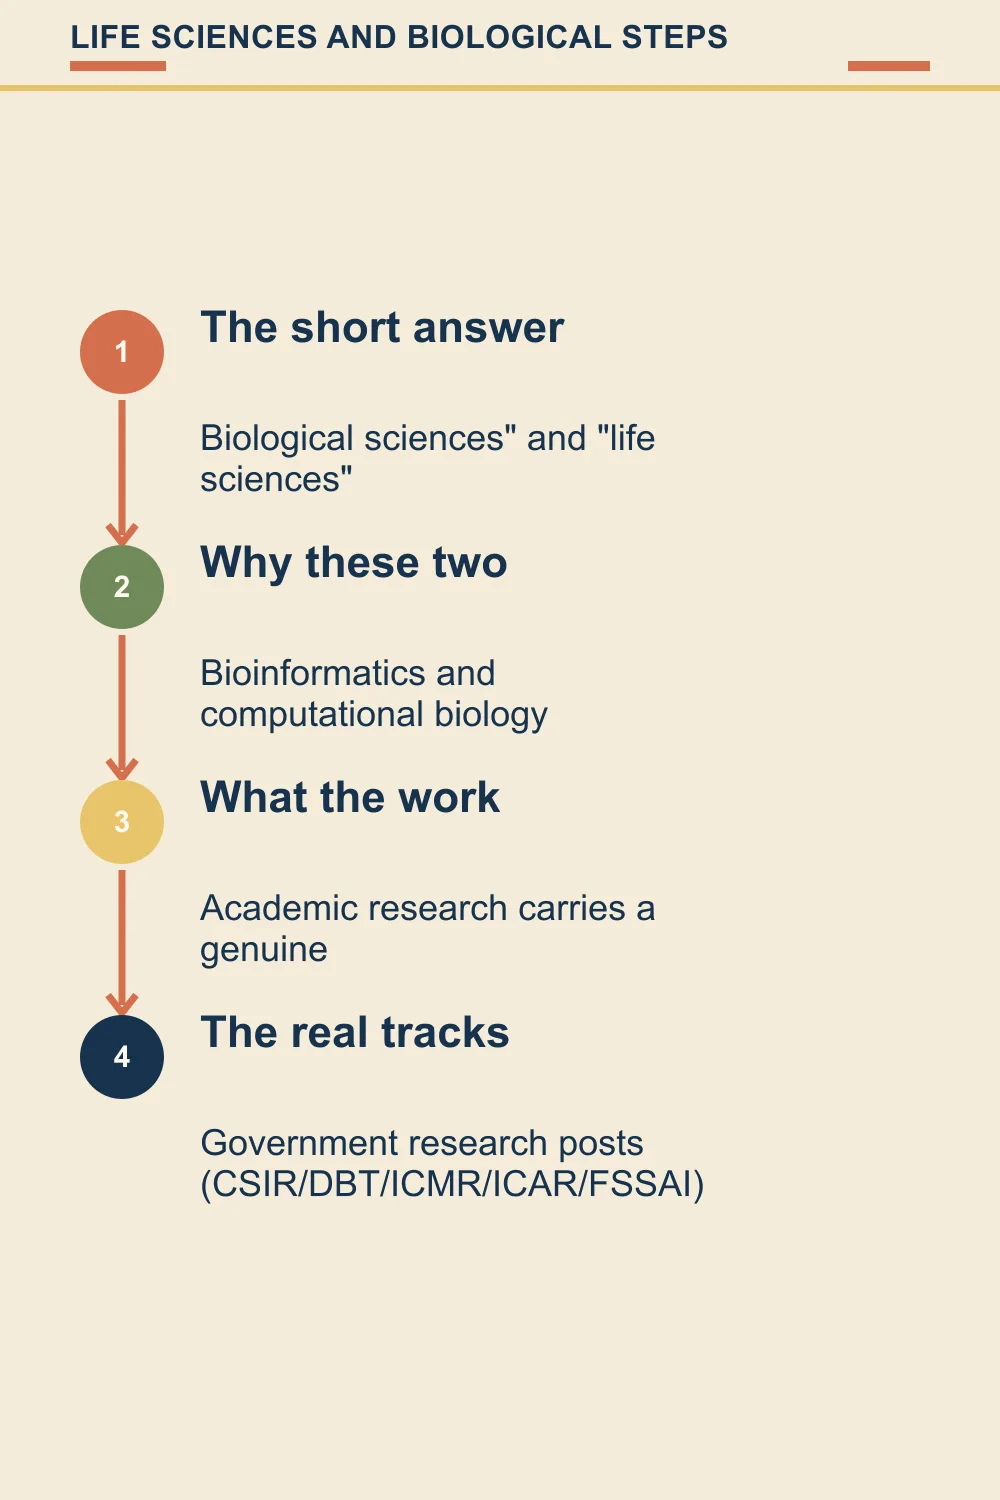 LIFE SCIENCES AND BIOLOGICAL STEPS
1
The short answer
Biological sciences" and "life
sciences"
2
Why these two
Bioinformatics and
computational biology
3
What the work
Academic research carries a
genuine
4
The real tracks
Government research posts
(CSIR/DBT/ICMR/ICAR/FSSAI)